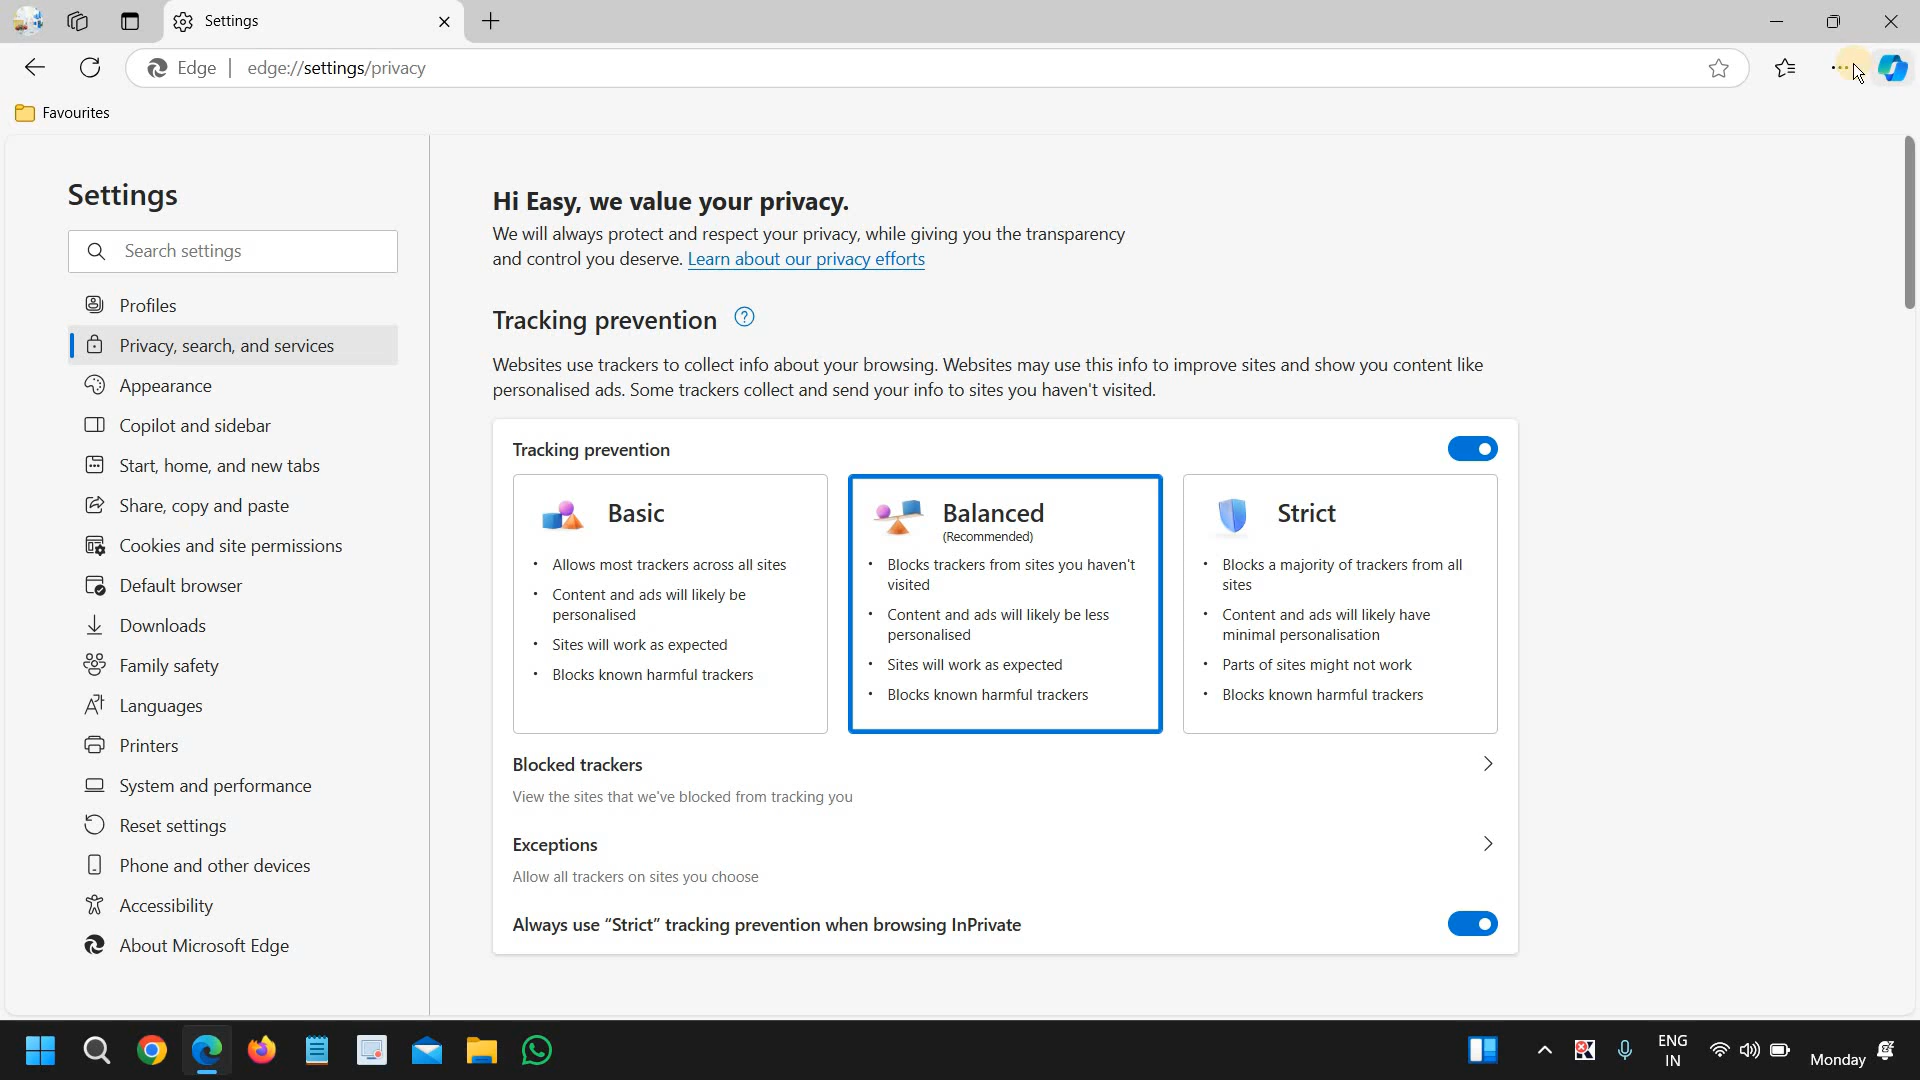 Settings
Edge
edge://settings/privacy
Favourites
Settings
Search settings
Profiles
Privacy, search, and services
Appearance
Copilot and sidebar
Start, home, and new tabs
Share, copy and paste
Cookies and site permissions
Default browser
Downloads
Family safety
Languages
Printers
System and performance
Reset settings
Phone and other devices
Accessibility
About Microsoft Edge
Hi Easy, we value your privacy.
We will always protect and respect your privacy, while giving you the transparency
and control you deserve. Learn about our privacy efforts
Tracking prevention
Websites use trackers to collect info about your browsing. Websites may use this info to improve sites and show you content like
personalised ads. Some trackers collect and send your info to sites you haven't visited.
Tracking prevention
Basic
• Allows most trackers across all sites
• Content and ads will likely be
personalised
• Sites will work as expected
• Blocks known harmful trackers
Balanced
(Recommended)
• Blocks trackers from sites you haven't
visited
• Content and ads will likely be less
personalised
• Sites will work as expected
• Blocks known harmful trackers
Strict
• Blocks a majority of trackers from all
sites
• Content and ads will likely have
minimal personalisation
• Parts of sites might not work
• Blocks known harmful trackers
Blocked trackers
View the sites that we've blocked from tracking you
Exceptions
Allow all trackers on sites you choose
Always use “Strict” tracking prevention when browsing InPrivate
ENG
IN
Monday